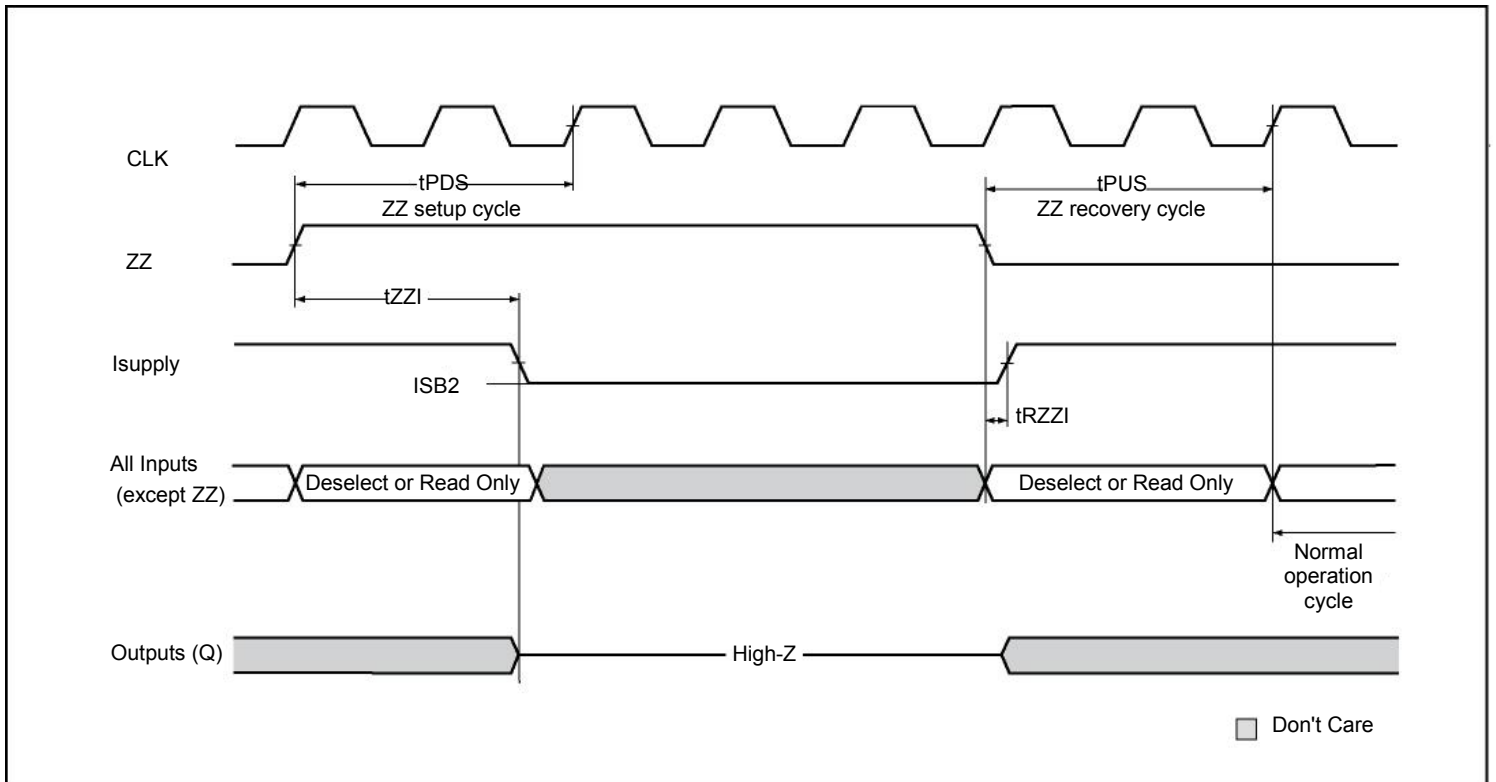 CLK
tPDS
ZZ setup cycle
tPUS
ZZ recovery cycle
ZZ
tZZI
Isupply
ISB2
tRZZI
All Inputs
(except ZZ)
Deselect or Read Only
Deselect or Read Only
Normal
operation
cycle
Outputs (Q)
High-Z
Don't Care